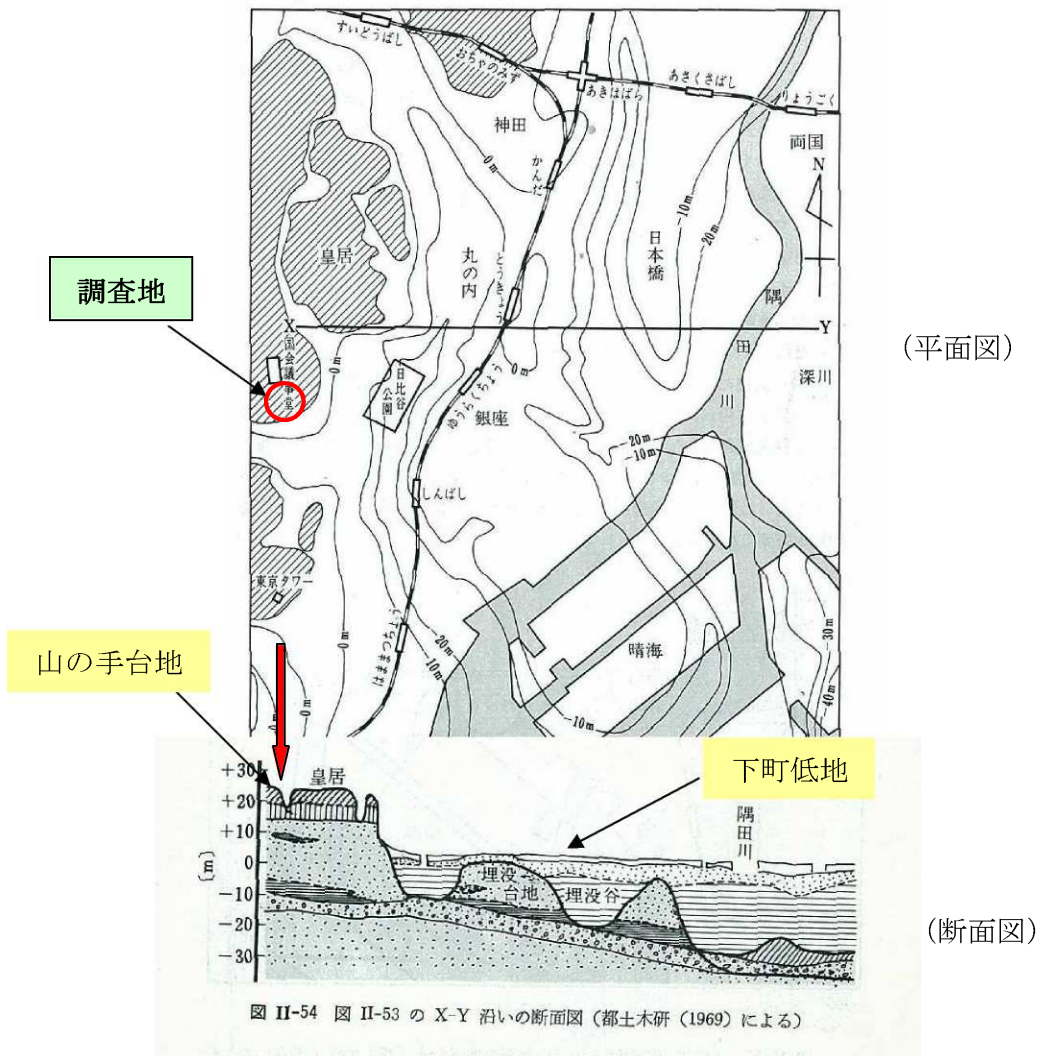 すいどうばし
おちゃのみず
あきはばら
あさくさばし
りょうごく
両国
N
神田
かんだ
0m
-10m
-20m
日本橋
皇居
丸の内
とうきょう
隅田川
調査地
X
Y
(平面図)
国会議事堂
0m
0m
日比谷公園
ゆうらくちょう
銀座
深川
-20m
-10m
しんばし
東京タワー
0m
0m
はままつちょう
-20m
-10m
晴海
-10m
-30m
-40m
山の手台地
下町低地
+30
+20
+10
0
-10
-20
-30
[m]
皇居
隅田川
埋没台地
埋没谷
(断面図)
図 II-54 図 II-53 の X-Y 沿いの断面図(都土木研(1969)による)